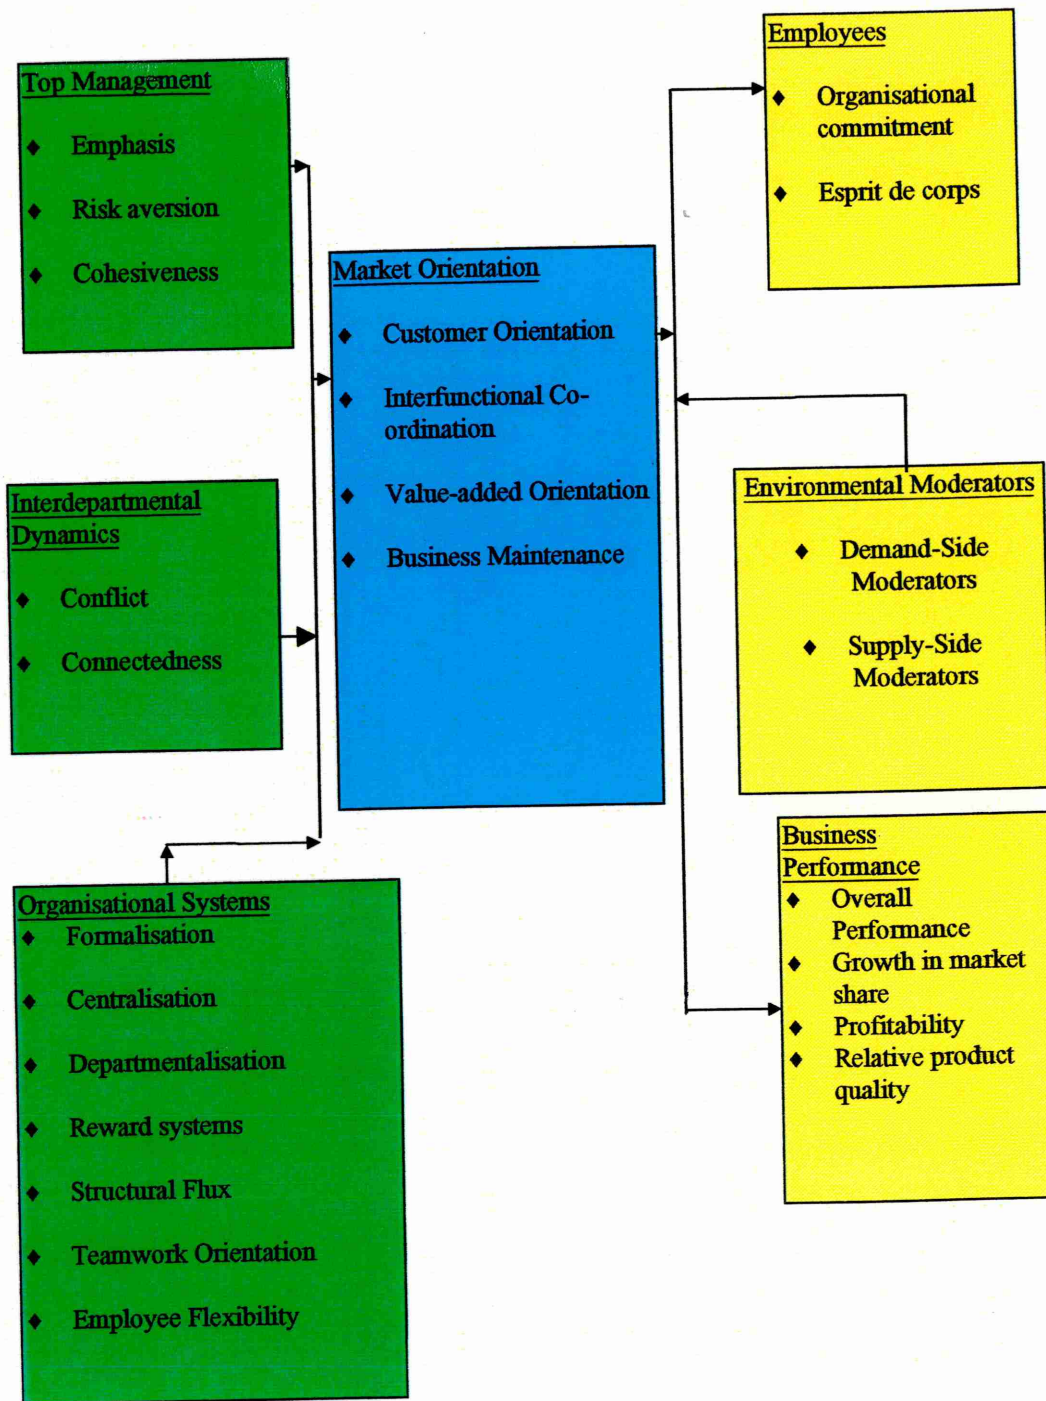 Top Management
♦ Emphasis
♦ Risk aversion
♦ Cohesiveness
Interdepartmental
Dynamics
♦ Conflict
♦ Connectedness
Organisational Systems
♦ Formalisation
♦ Centralisation
♦ Departmentalisation
♦ Reward systems
♦ Structural Flux
♦ Teamwork Orientation
♦ Employee Flexibility
Market Orientation
♦ Customer Orientation
♦ Interfunctional Co-
ordination
♦ Value-added Orientation
♦ Business Maintenance
Employees
♦ Organisational
commitment
♦ Esprit de corps
Environmental Moderators
♦ Demand-Side
Moderators
♦ Supply-Side
Moderators
Business
Performance
♦ Overall
Performance
♦ Growth in market
share
♦ Profitability
♦ Relative product
quality